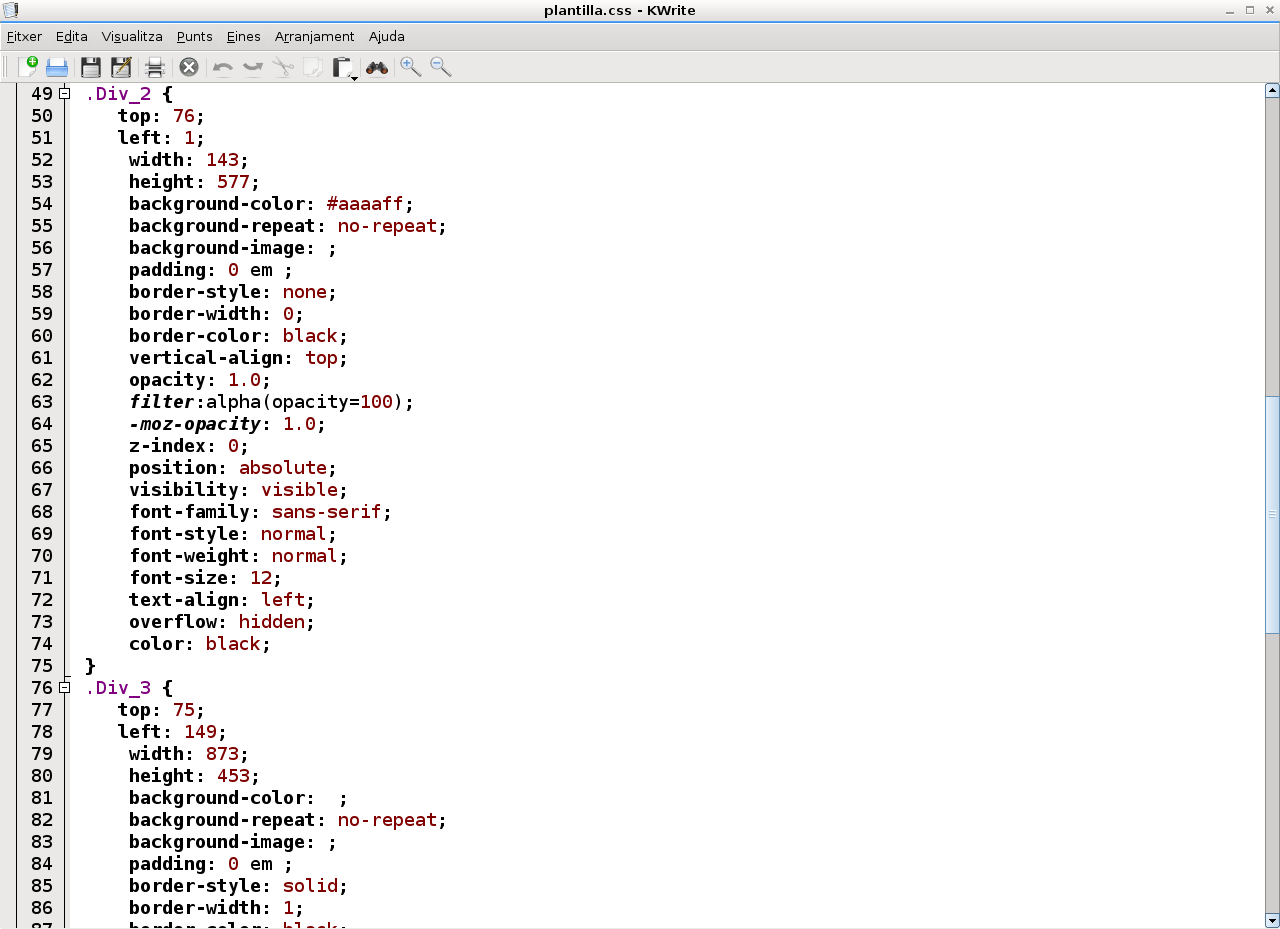 plantilla.css - KWrite
Fitxer Edita Visualitza Punts Eines Arranjament Ajuda
49 .Div_2 {
50 top: 76;
51 left: 1;
52 width: 143;
53 height: 577;
54 background-color: #aaaaff;
55 background-repeat: no-repeat;
56 background-image: ;
57 padding: 0 em ;
58 border-style: none;
59 border-width: 0;
60 border-color: black;
61 vertical-align: top;
62 opacity: 1.0;
63 filter:alpha(opacity=100);
64 -moz-opacity: 1.0;
65 z-index: 0;
66 position: absolute;
67 visibility: visible;
68 font-family: sans-serif;
69 font-style: normal;
70 font-weight: normal;
71 font-size: 12;
72 text-align: left;
73 overflow: hidden;
74 color: black;
75 }
76 .Div_3 {
77 top: 75;
78 left: 149;
79 width: 873;
80 height: 453;
81 background-color:  ;
82 background-repeat: no-repeat;
83 background-image: ;
84 padding: 0 em ;
85 border-style: solid;
86 border-width: 1;
87 border-color: black;